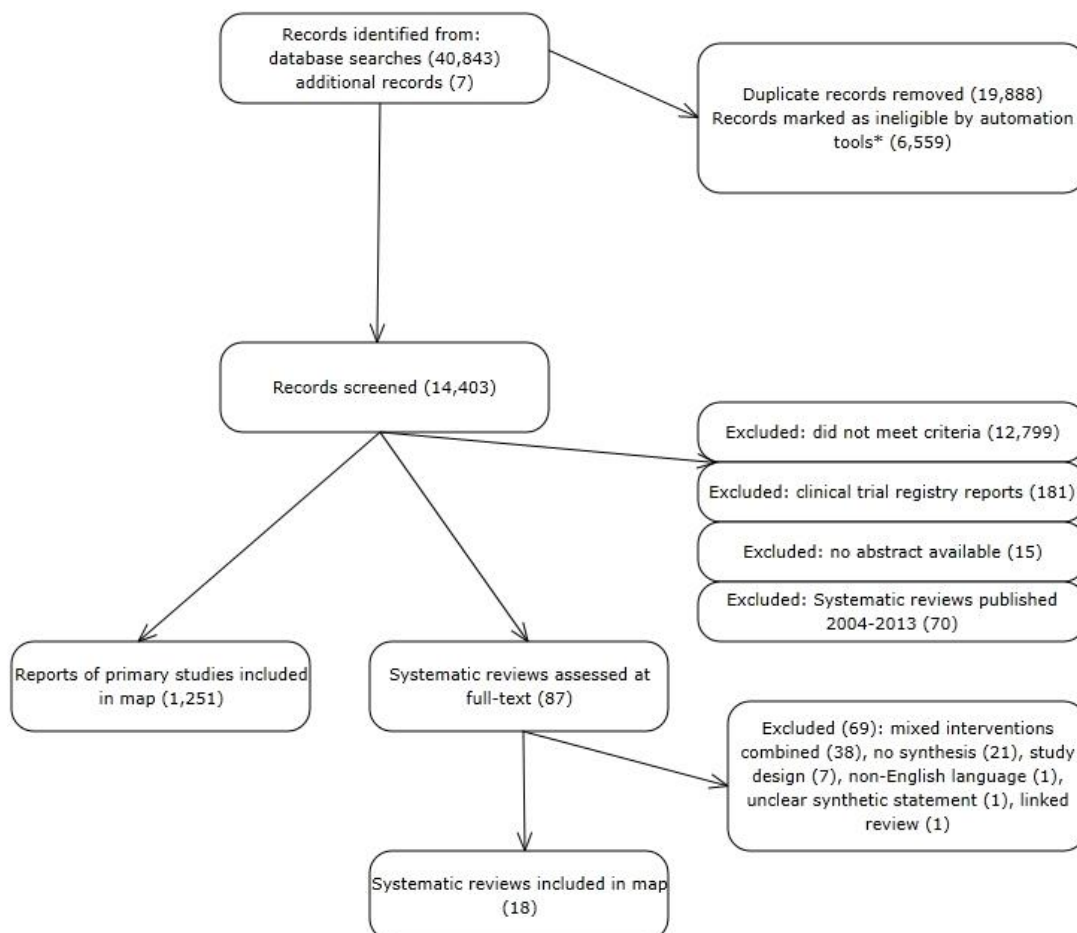 Records identified from:
database searches (40,843)
additional records (7)
Duplicate records removed (19,888)
Records marked as ineligible by automation
tools* (6,559)
Records screened (14,403)
Excluded: did not meet criteria (12,799)
Excluded: clinical trial registry reports (181)
Excluded: no abstract available (15)
Excluded: Systematic reviews published
2004-2013 (70)
Reports of primary studies included
in map (1,251)
Systematic reviews assessed at
full-text (87)
Excluded (69): mixed interventions
combined (38), no synthesis (21), study
design (7), non-English language (1),
unclear synthetic statement (1), linked
review (1)
Systematic reviews included in map
(18)